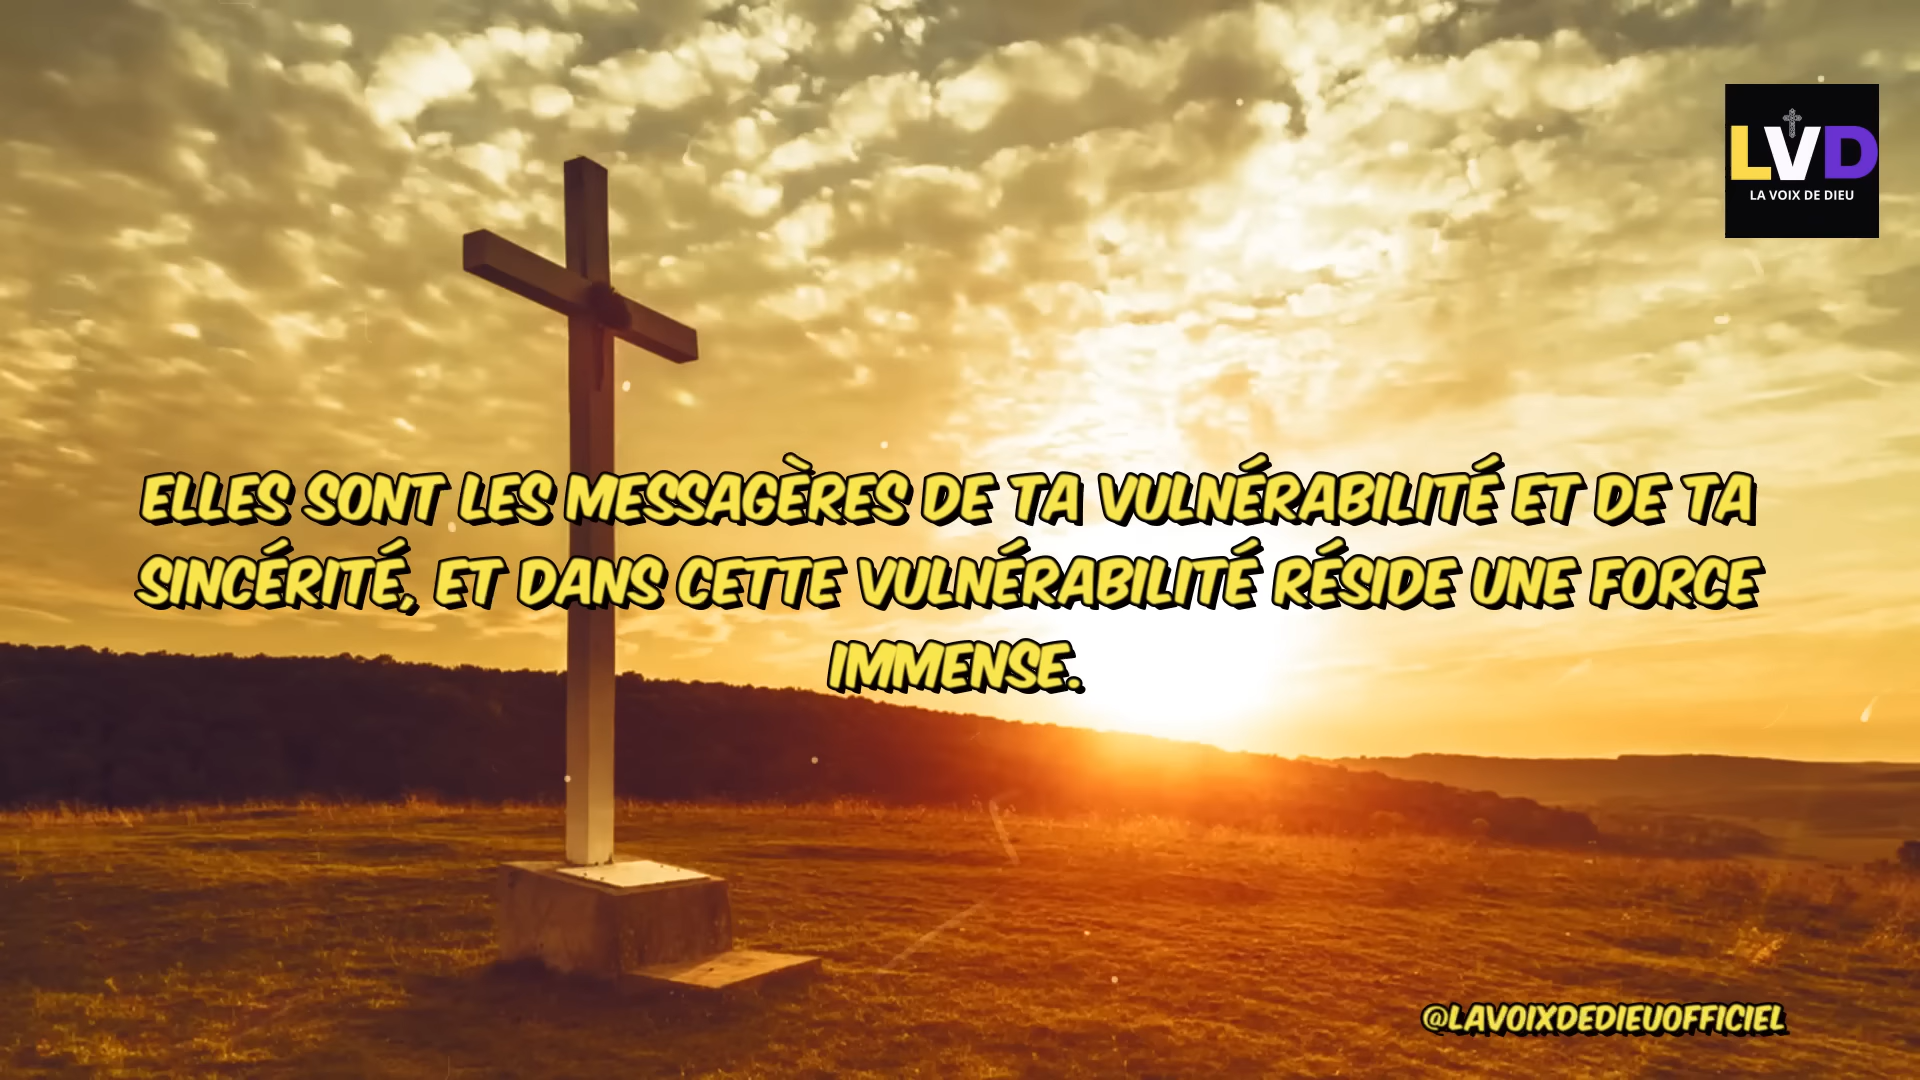 LVD
LA VOIX DE DIEU
ELLES SONT LES MESSAGÈRES DE TA VULNÉRABILITÉ ET DE TA
SINCÉRITÉ, ET DANS CETTE VULNÉRABILITÉ RÉSIDE UNE FORCE
IMMENSE.
@LAVOIXDEDIEUOFFICIEL